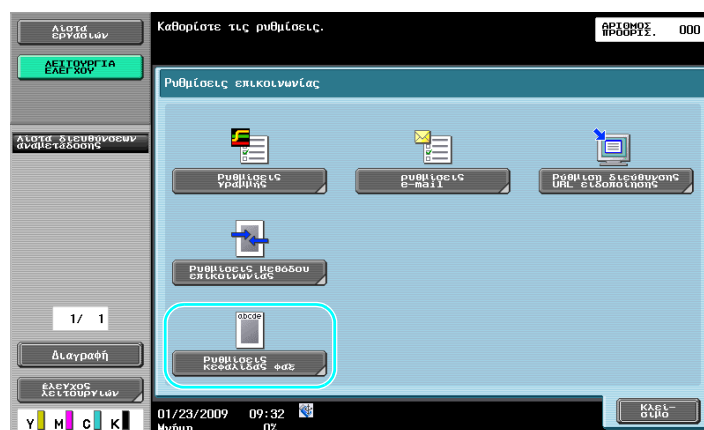 Λίστα
εργασιών
ΛΕΙΤΟΥΡΓΙΑ
ΕΛΕΓΧΟΥ
Λίστα διευθύνσεων
αναμετάδοσης
1/ 1
Διαγραφή
έλεγχος
λειτουργιών
Y M C K
Καθορίστε τις ρυθμίσεις.
ΑΡΙΘΜΟΣ
ΠΡΟΟΡΙΣ. 000
Ρυθμίσεις επικοινωνίας
Ρυθμίσεις
γραμμής
ρυθμίσεις
e-mail
Ρύθμιση διεύθυνσης
URL ειδοποίησης
Ρυθμίσεις μεθόδου
επικοινωνίας
abcde
Ρυθμίσεις
κεφαλίδας φαξ
01/23/2009 09:32
Μνήμη 0%
Κλεί-
σιμο